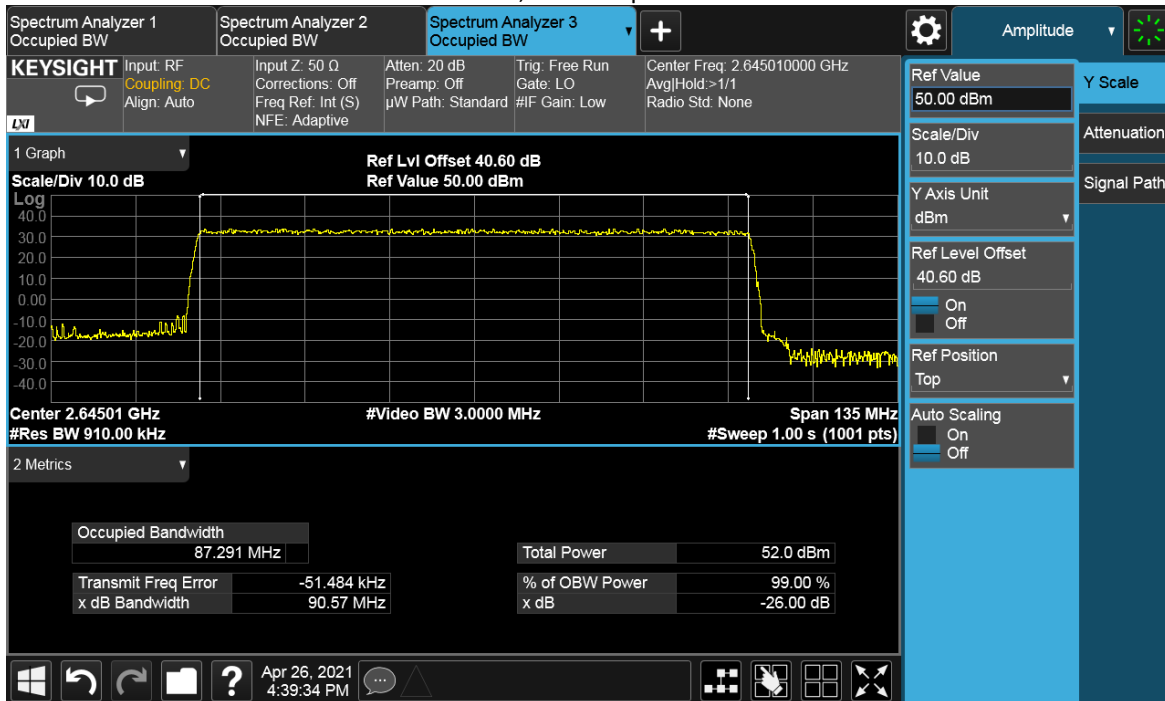 Spectrum Analyzer 1
Occupied BW
Spectrum Analyzer 2
Occupied BW
Spectrum Analyzer 3
Occupied BW
Amplitude
KEYSIGHT
LXI
Input: RF
Coupling: DC
Align: Auto
Input Z: 50 Ω
Corrections: Off
Freq Ref: Int (S)
NFE: Adaptive
Atten: 20 dB
Preamp: Off
µW Path: Standard
Trig: Free Run
Gate: LO
#IF Gain: Low
Center Freq: 2.645010000 GHz
Avg|Hold:>1/1
Radio Std: None
1 Graph
Scale/Div 10.0 dB
Ref Lvl Offset 40.60 dB
Ref Value 50.00 dBm
Log
40.0
30.0
20.0
10.0
0.00
-10.0
-20.0
-30.0
-40.0
Center 2.64501 GHz
#Res BW 910.00 kHz
#Video BW 3.0000 MHz
Span 135 MHz
#Sweep 1.00 s (1001 pts)
2 Metrics
Occupied Bandwidth
87.291 MHz
Transmit Freq Error -51.484 kHz
x dB Bandwidth 90.57 MHz
Total Power 52.0 dBm
% of OBW Power 99.00 %
x dB -26.00 dB
Apr 26, 2021
4:39:34 PM
Ref Value
50.00 dBm
Scale/Div
10.0 dB
Y Axis Unit
dBm
Ref Level Offset
40.60 dB
On
Off
Ref Position
Top
Auto Scaling
On
Off
Y Scale
Attenuation
Signal Path